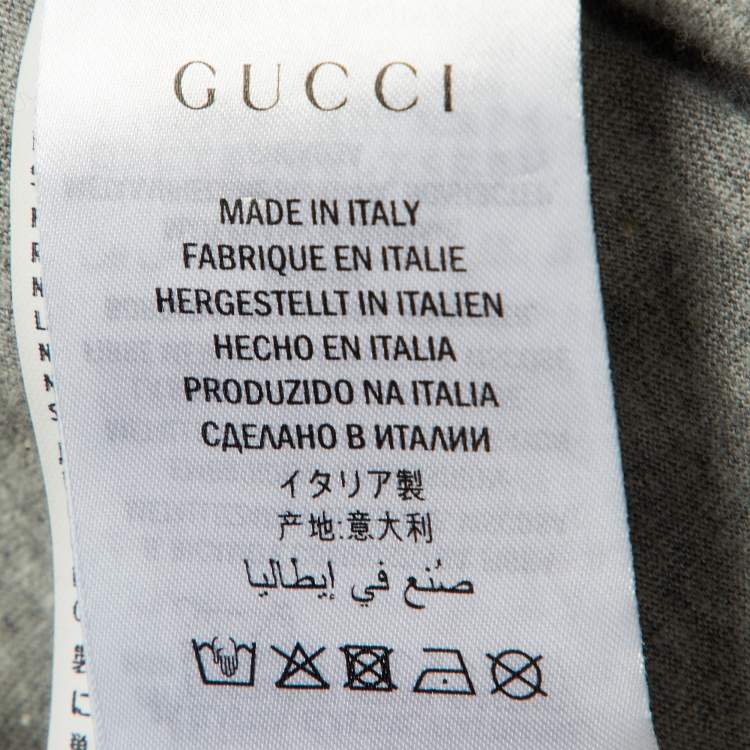 GUCCI
MADE IN ITALY
FABRIQUE EN ITALIE
HERGESTELLT IN ITALIEN
HECHO EN ITALIA
PRODUZIDO NA ITALIA
СДЕЛАНО В ИТАЛИИ
イタリア製
产地:意大利
صُنع في إيطاليا